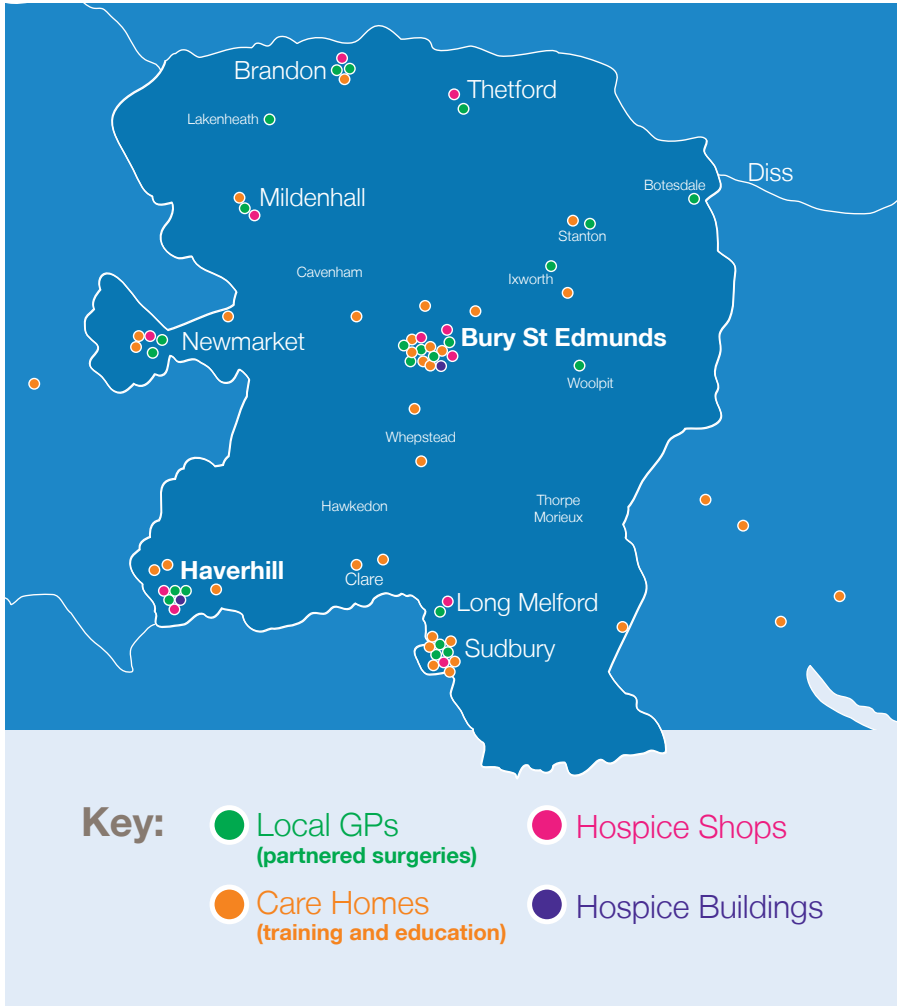 Brandon
Thetford
Lakenheath
Diss
Botesdale
Mildenhall
Stanton
Cavenham
Ixworth
Newmarket
Bury St Edmunds
Woolpit
Whepstead
Hawkedon
Thorpe
Morieux
Haverhill
Clare
Long Melford
Sudbury
Key:
Local GPs
(partnered surgeries)
Hospice Shops
Care Homes
(training and education)
Hospice Buildings